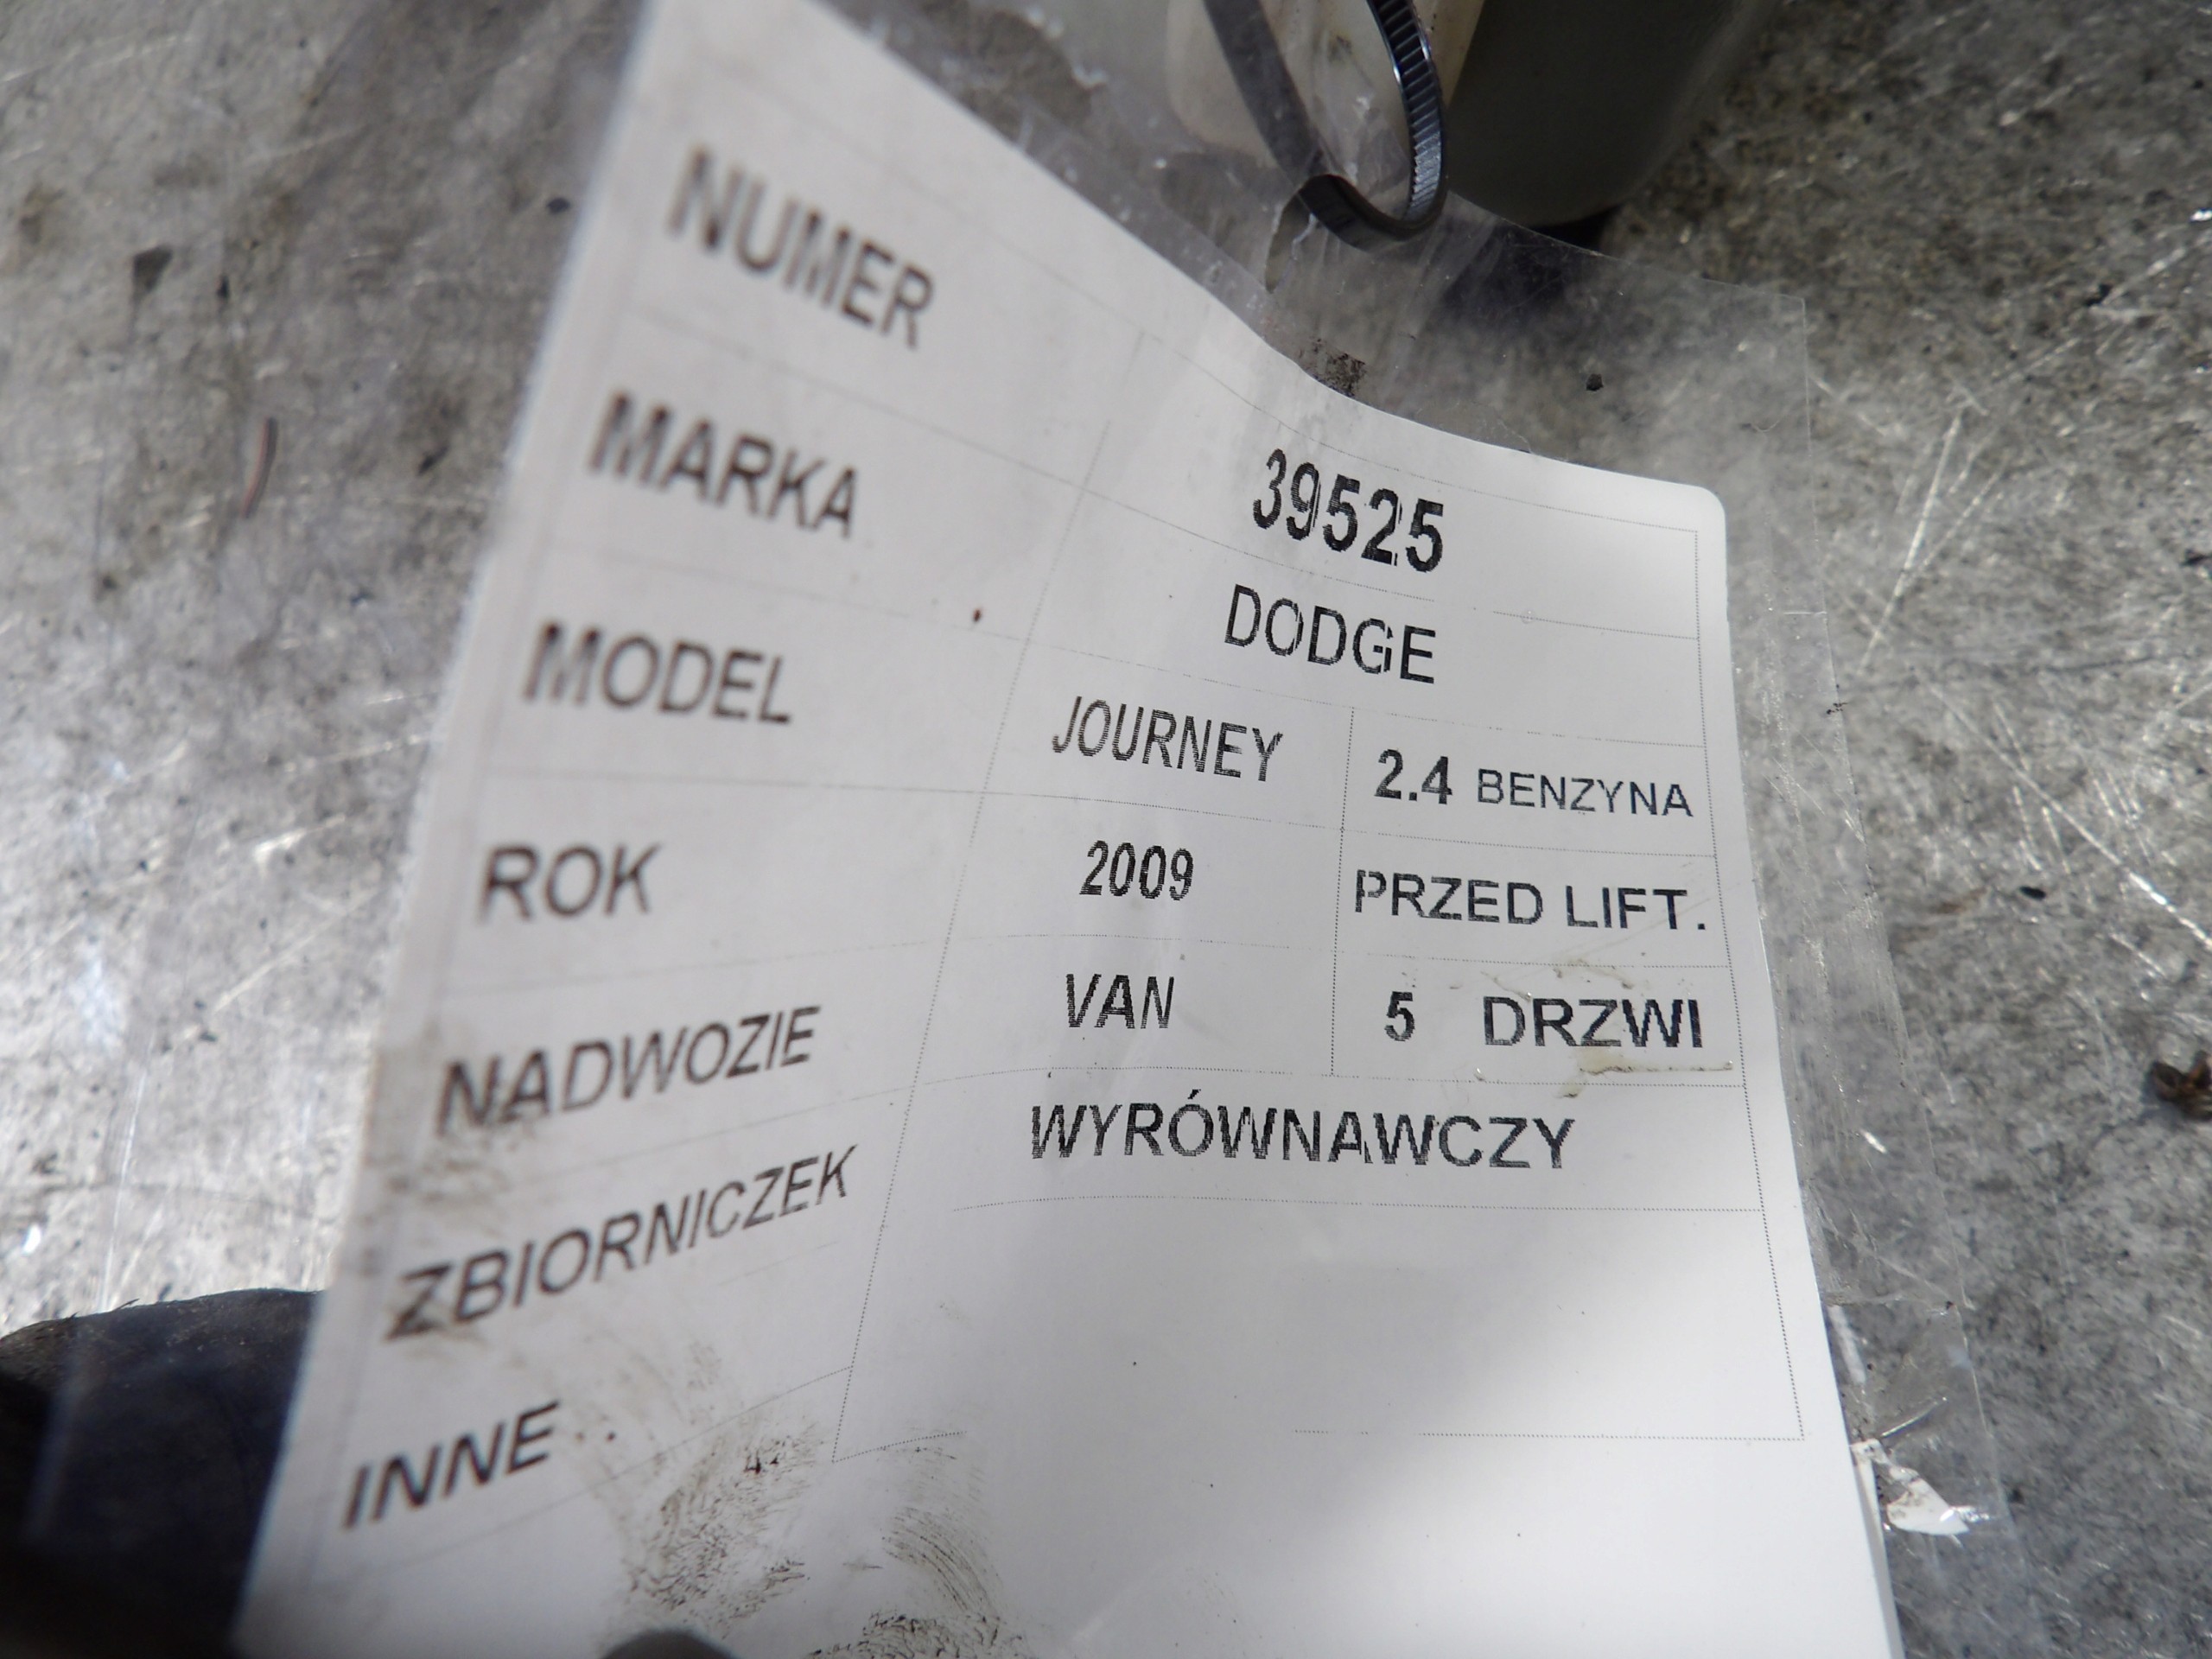 NUMER 39525
MARKA DODGE
MODEL JOURNEY 2.4 BENZYNA
ROK 2009 PRZED LIFT.
NADWOZIE VAN 5 DRZWI
ZBIORNICZEK WYRÓWNAWCZY
INNE